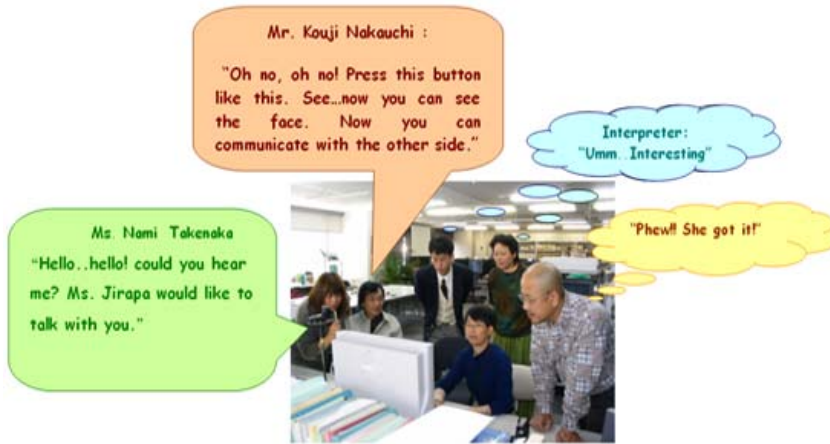 Mr. Kouji Nakauchi :
"Oh no, oh no! Press this button
like this. See...now you can see
the face. Now you can
communicate with the other side."
Interpreter:
"Umm..Interesting"
"Phew!! She got it!"
Ms. Nami Takenaka
"Hello..hello! could you hear
me? Ms. Jirapa would like to
talk with you."